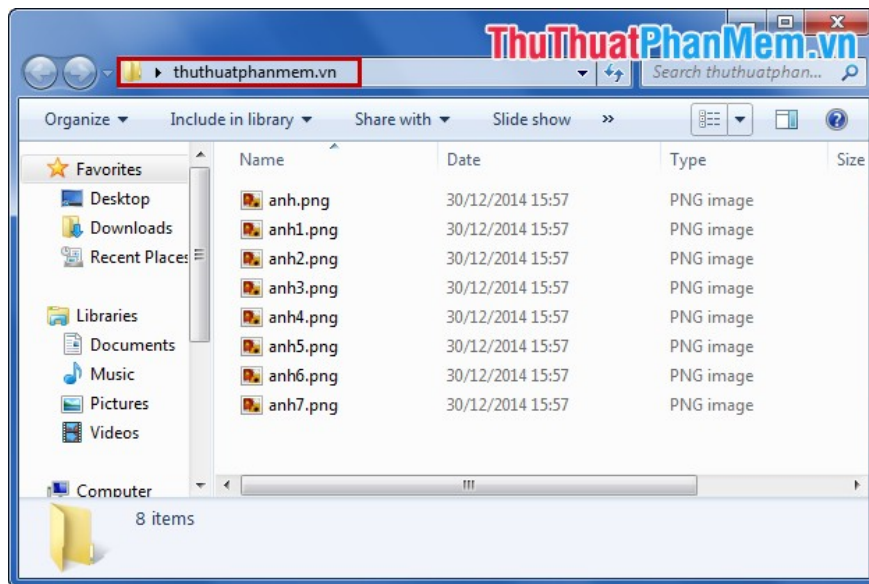 ThuThuatPhanMem.vn
thuthuatphanmem.vn
Search thuthuatphan...
Organize Include in library Share with Slide show »
Favorites
Desktop
Downloads
Recent Places
Libraries
Documents
Music
Pictures
Videos
Computer
Name Date Type Size
anh.png 30/12/2014 15:57 PNG image
anh1.png 30/12/2014 15:57 PNG image
anh2.png 30/12/2014 15:57 PNG image
anh3.png 30/12/2014 15:57 PNG image
anh4.png 30/12/2014 15:57 PNG image
anh5.png 30/12/2014 15:57 PNG image
anh6.png 30/12/2014 15:57 PNG image
anh7.png 30/12/2014 15:57 PNG image
8 items